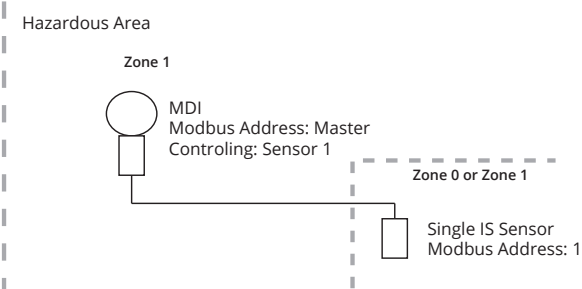 Hazardous Area
Zone 1
MDI
Modbus Address: Master
Controling: Sensor 1
Zone 0 or Zone 1
Single IS Sensor
Modbus Address: 1